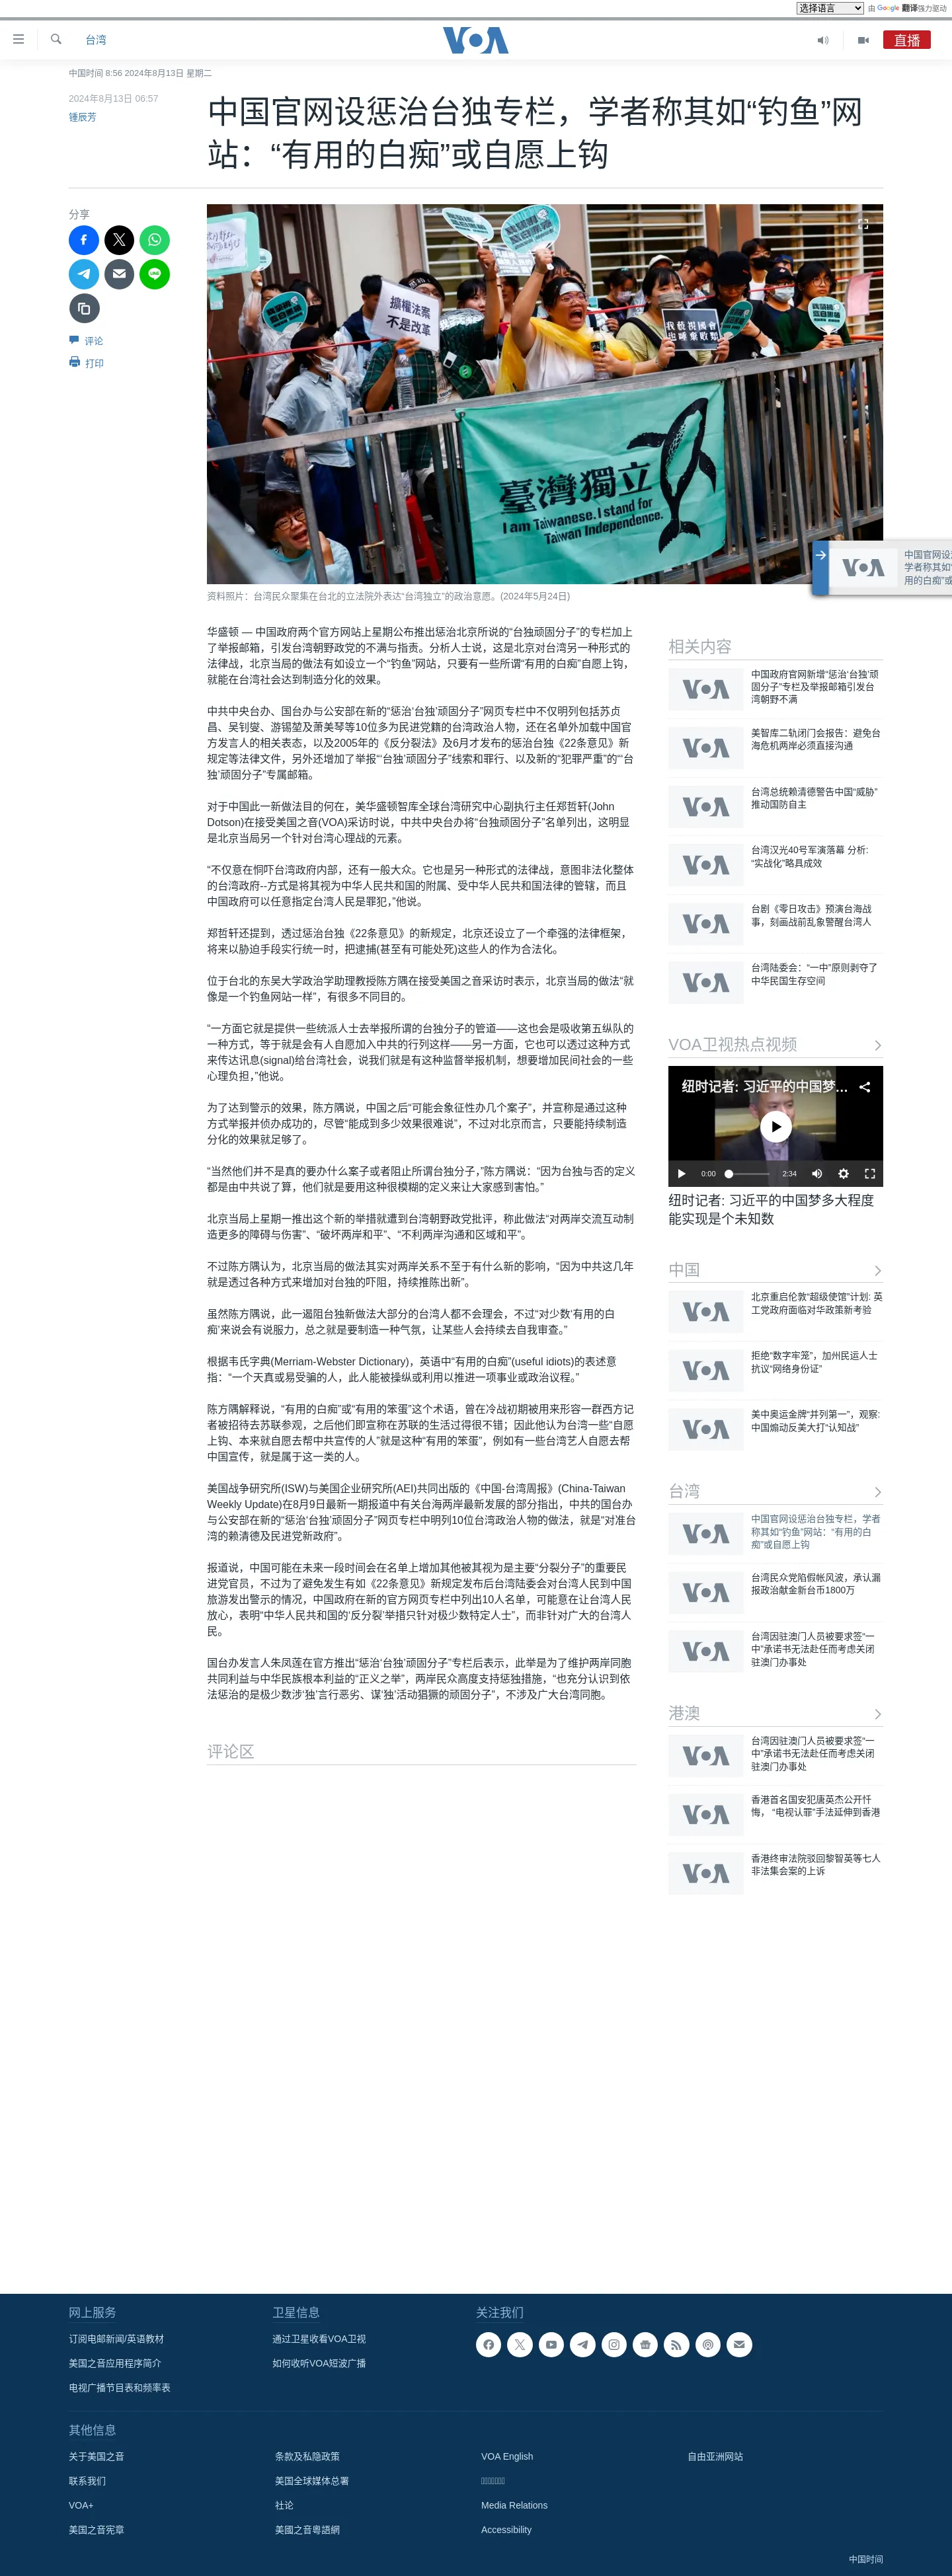 选择语言
由 Google 翻译强力驱动
台湾
VOA
直播
中国时间 8:56 2024年8月13日 星期二
2024年8月13日 06:57
锺辰芳
中国官网设惩治台独专栏，学者称其如“钓鱼”网
站：“有用的白痴”或自愿上钩
分享
评论
打印
擴權法案
不是改革
我藐視國會
也唾棄敗類
臺灣獨立
I am Taiwanese. I stand for
Taiwan Independence.
资料照片：台湾民众聚集在台北的立法院外表达“台湾独立”的政治意愿。(2024年5月24日)
VOA
中国官网设
学者称其如“
用的白痴”或
华盛顿 — 中国政府两个官方网站上星期公布推出惩治北京所说的“台独顽固分子”的专栏加上
了举报邮箱，引发台湾朝野政党的不满与指责。分析人士说，这是北京对台湾另一种形式的
法律战，北京当局的做法有如设立一个“钓鱼”网站，只要有一些所谓“有用的白痴”自愿上钩，
就能在台湾社会达到制造分化的效果。
中共中央台办、国台办与公安部在新的“惩治‘台独’顽固分子”网页专栏中不仅明列包括苏贞
昌、吴钊燮、游锡堃及萧美琴等10位多为民进党籍的台湾政治人物，还在名单外加载中国官
方发言人的相关表态，以及2005年的《反分裂法》及6月才发布的惩治台独《22条意见》新
规定等法律文件，另外还增加了举报“‘台独’顽固分子”线索和罪行、以及新的“犯罪严重”的“‘台
独’顽固分子”专属邮箱。
对于中国此一新做法目的何在，美华盛顿智库全球台湾研究中心副执行主任郑哲轩(John
Dotson)在接受美国之音(VOA)采访时说，中共中央台办将“台独顽固分子”名单列出，这明显
是北京当局另一个针对台湾心理战的元素。
“不仅意在恫吓台湾政府内部，还有一般大众。它也是另一种形式的法律战，意图非法化整体
的台湾政府--方式是将其视为中华人民共和国的附属、受中华人民共和国法律的管辖，而且
中国政府可以任意指定台湾人民是罪犯，”他说。
郑哲轩还提到，透过惩治台独《22条意见》的新规定，北京还设立了一个牵强的法律框架，
将来以胁迫手段实行统一时，把逮捕(甚至有可能处死)这些人的作为合法化。
位于台北的东吴大学政治学助理教授陈方隅在接受美国之音采访时表示，北京当局的做法“就
像是一个钓鱼网站一样”，有很多不同目的。
“一方面它就是提供一些统派人士去举报所谓的台独分子的管道——这也会是吸收第五纵队的
一种方式，等于就是会有人自愿加入中共的行列这样——另一方面，它也可以透过这种方式
来传达讯息(signal)给台湾社会，说我们就是有这种监督举报机制，想要增加民间社会的一些
心理负担，”他说。
为了达到警示的效果，陈方隅说，中国之后“可能会象征性办几个案子”，并宣称是通过这种
方式举报并侦办成功的，尽管“能成到多少效果很难说”，不过对北京而言，只要能持续制造
分化的效果就足够了。
“当然他们并不是真的要办什么案子或者阻止所谓台独分子，”陈方隅说：“因为台独与否的定义
都是由中共说了算，他们就是要用这种很模糊的定义来让大家感到害怕。”
北京当局上星期一推出这个新的举措就遭到台湾朝野政党批评，称此做法“对两岸交流互动制
造更多的障碍与伤害”、“破坏两岸和平”、“不利两岸沟通和区域和平”。
不过陈方隅认为，北京当局的做法其实对两岸关系不至于有什么新的影响，“因为中共这几年
就是透过各种方式来增加对台独的吓阻，持续推陈出新”。
虽然陈方隅说，此一遏阻台独新做法大部分的台湾人都不会理会，不过“对少数‘有用的白
痴’来说会有说服力，总之就是要制造一种气氛，让某些人会持续去自我审查。”
根据韦氏字典(Merriam-Webster Dictionary)，英语中“有用的白痴”(useful idiots)的表述意
指：“一个天真或易受骗的人，此人能被操纵或利用以推进一项事业或政治议程。”
陈方隅解释说，“有用的白痴”或“有用的笨蛋”这个术语，曾在冷战初期被用来形容一群西方记
者被招待去苏联参观，之后他们即宣称在苏联的生活过得很不错；因此他认为台湾一些“自愿
上钩、本来就自愿去帮中共宣传的人”就是这种“有用的笨蛋”，例如有一些台湾艺人自愿去帮
中国宣传，就是属于这一类的人。
美国战争研究所(ISW)与美国企业研究所(AEI)共同出版的《中国-台湾周报》(China-Taiwan
Weekly Update)在8月9日最新一期报道中有关台海两岸最新发展的部分指出，中共的国台办
与公安部在新的“惩治‘台独’顽固分子”网页专栏中明列10位台湾政治人物的做法，就是“对准台
湾的赖清德及民进党新政府”。
报道说，中国可能在未来一段时间会在名单上增加其他被其视为是主要“分裂分子”的重要民
进党官员，不过为了避免发生有如《22条意见》新规定发布后台湾陆委会对台湾人民到中国
旅游发出警示的情况，中国政府在新的官方网页专栏中列出10人名单，可能意在让台湾人民
放心，表明“中华人民共和国的‘反分裂’举措只针对极少数特定人士”，而非针对广大的台湾人
民。
国台办发言人朱凤莲在官方推出“惩治‘台独’顽固分子”专栏后表示，此举是为了维护两岸同胞
共同利益与中华民族根本利益的“正义之举”，两岸民众高度支持惩独措施，“也充分认识到依
法惩治的是极少数涉‘独’言行恶劣、谋‘独’活动猖獗的顽固分子”，不涉及广大台湾同胞。
评论区
相关内容
VOA
中国政府官网新增“惩治‘台独’顽
固分子”专栏及举报邮箱引发台
湾朝野不满
VOA
美智库二轨闭门会报告：避免台
海危机两岸必须直接沟通
VOA
台湾总统赖清德警告中国“威胁”
推动国防自主
VOA
台湾汉光40号军演落幕 分析:
“实战化”略具成效
VOA
台剧《零日攻击》预演台海战
事，刻画战前乱象警醒台湾人
VOA
台湾陆委会：“一中”原则剥夺了
中华民国生存空间
VOA卫视热点视频
VOA
纽时记者: 习近平的中国梦...
0:00
2:34
纽时记者: 习近平的中国梦多大程度
能实现是个未知数
中国
VOA
北京重启伦敦“超级使馆”计划: 英
工党政府面临对华政策新考验
VOA
拒绝“数字牢笼”，加州民运人士
抗议“网络身份证”
VOA
美中奥运金牌“并列第一”，观察:
中国煽动反美大打“认知战”
台湾
VOA
中国官网设惩治台独专栏，学者
称其如“钓鱼”网站：“有用的白
痴”或自愿上钩
VOA
台湾民众党陷假帐风波，承认漏
报政治献金新台币1800万
VOA
台湾因驻澳门人员被要求签“一
中”承诺书无法赴任而考虑关闭
驻澳门办事处
港澳
VOA
台湾因驻澳门人员被要求签“一
中”承诺书无法赴任而考虑关闭
驻澳门办事处
VOA
香港首名国安犯唐英杰公开忏
悔， “电视认罪”手法延伸到香港
VOA
香港终审法院驳回黎智英等七人
非法集会案的上诉
网上服务
订阅电邮新闻/英语教材
美国之音应用程序简介
电视广播节目表和频率表
卫星信息
通过卫星收看VOA卫视
如何收听VOA短波广播
关注我们
其他信息
关于美国之音
联系我们
VOA+
美国之音宪章
条款及私隐政策
美国全球媒体总署
社论
美國之音粵語網
VOA English
Media Relations
Accessibility
自由亚洲网站
中国时间